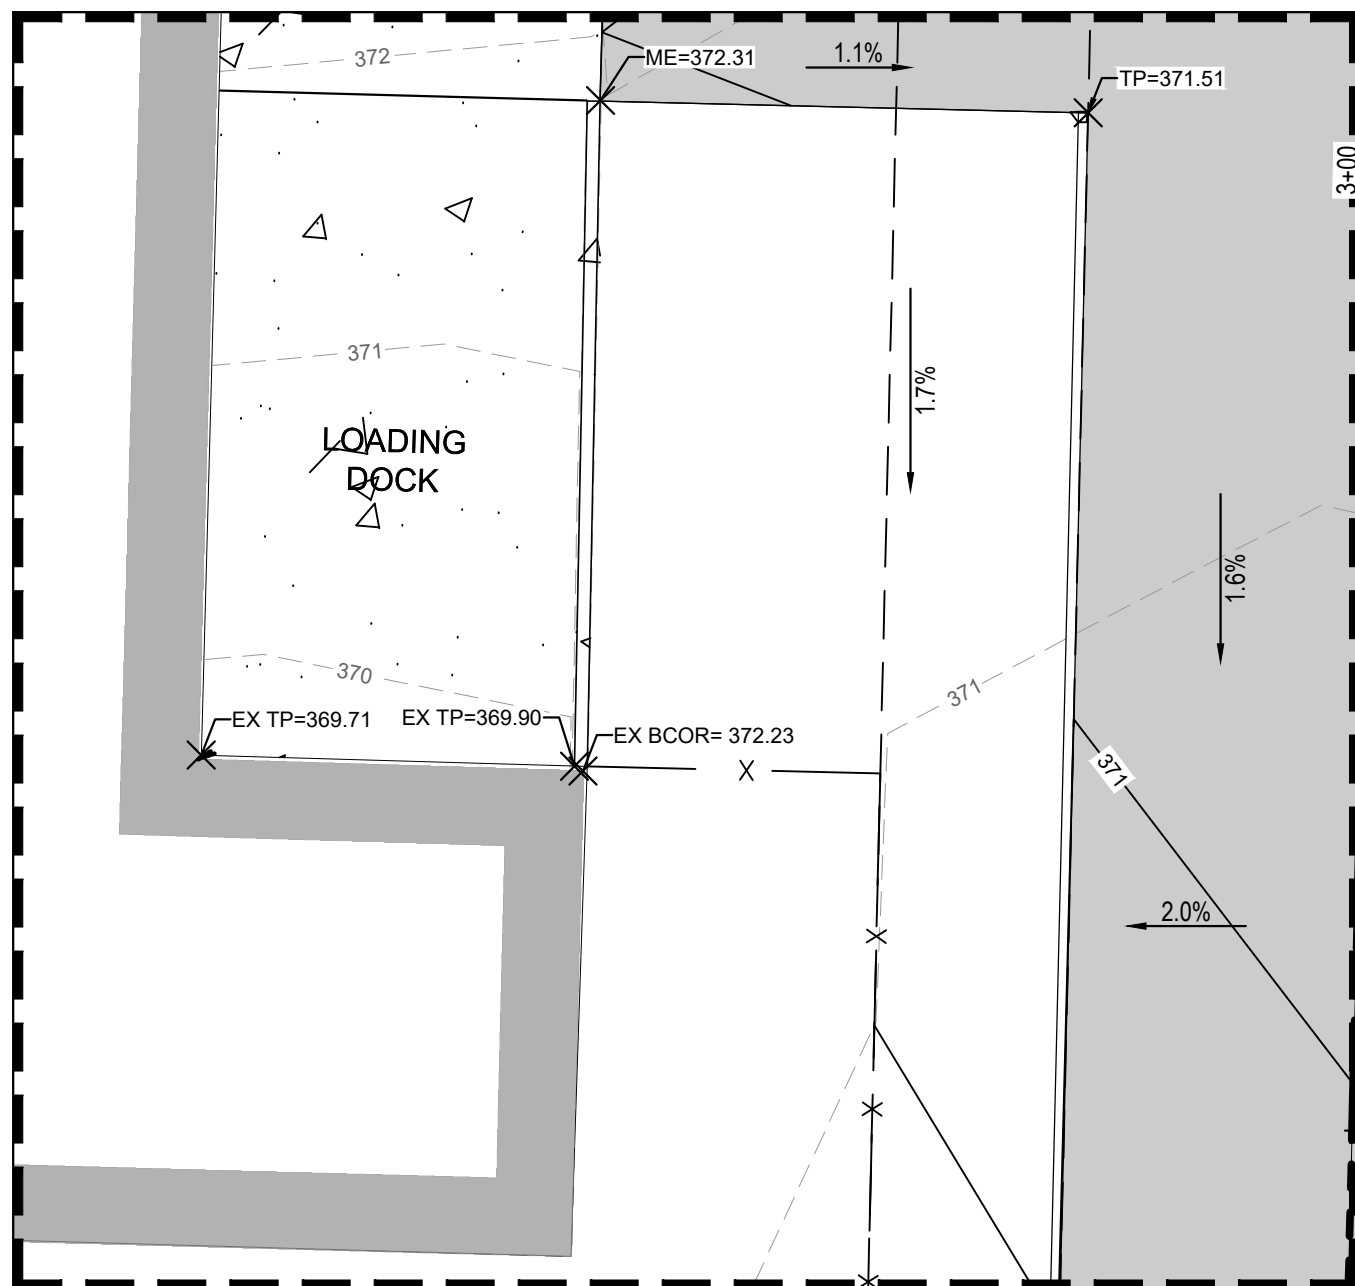 372
ME=372.31
1.1%
TP=371.51
3+00
371
1.7%
LOADING
DOCK
1.6%
370
371
EX TP=369.71
EX TP=369.90
EX BCOR= 372.23
X
371
2.0%